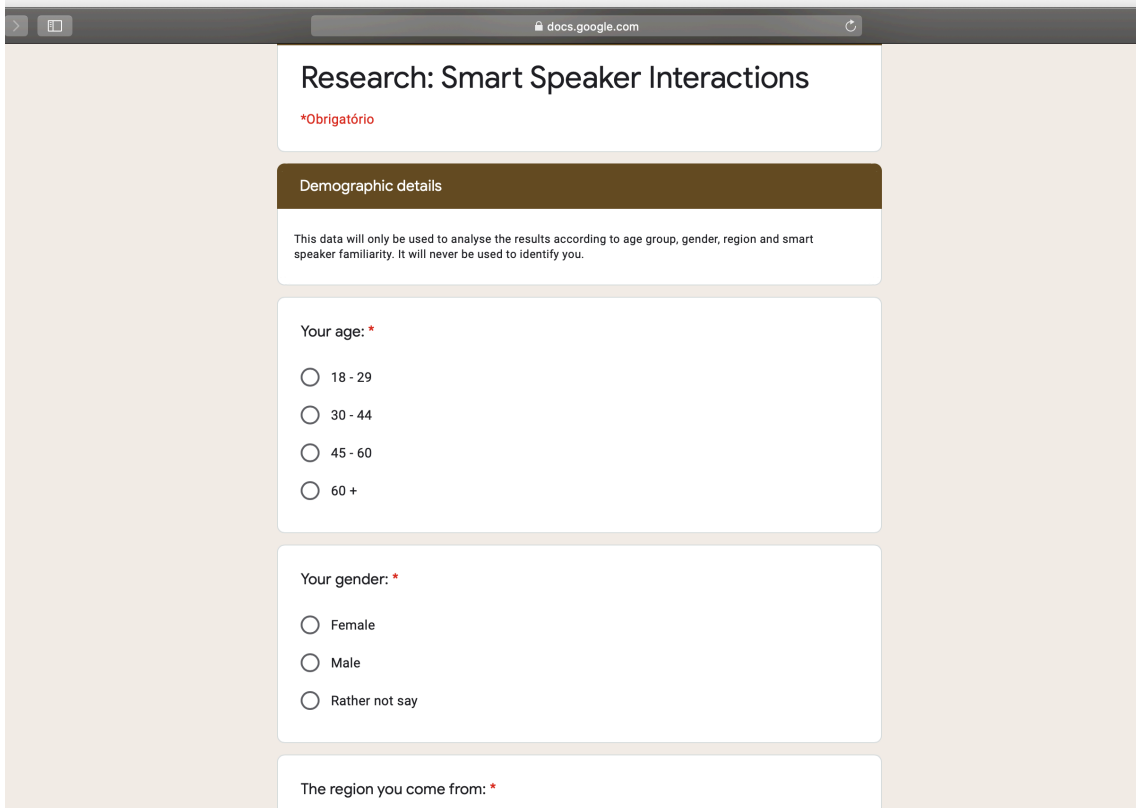 docs.google.com
Research: Smart Speaker Interactions
*Obrigatório
Demographic details
This data will only be used to analyse the results according to age group, gender, region and smart
speaker familiarity. It will never be used to identify you.
Your age: *
18 - 29
30 - 44
45 - 60
60 +
Your gender: *
Female
Male
Rather not say
The region you come from: *